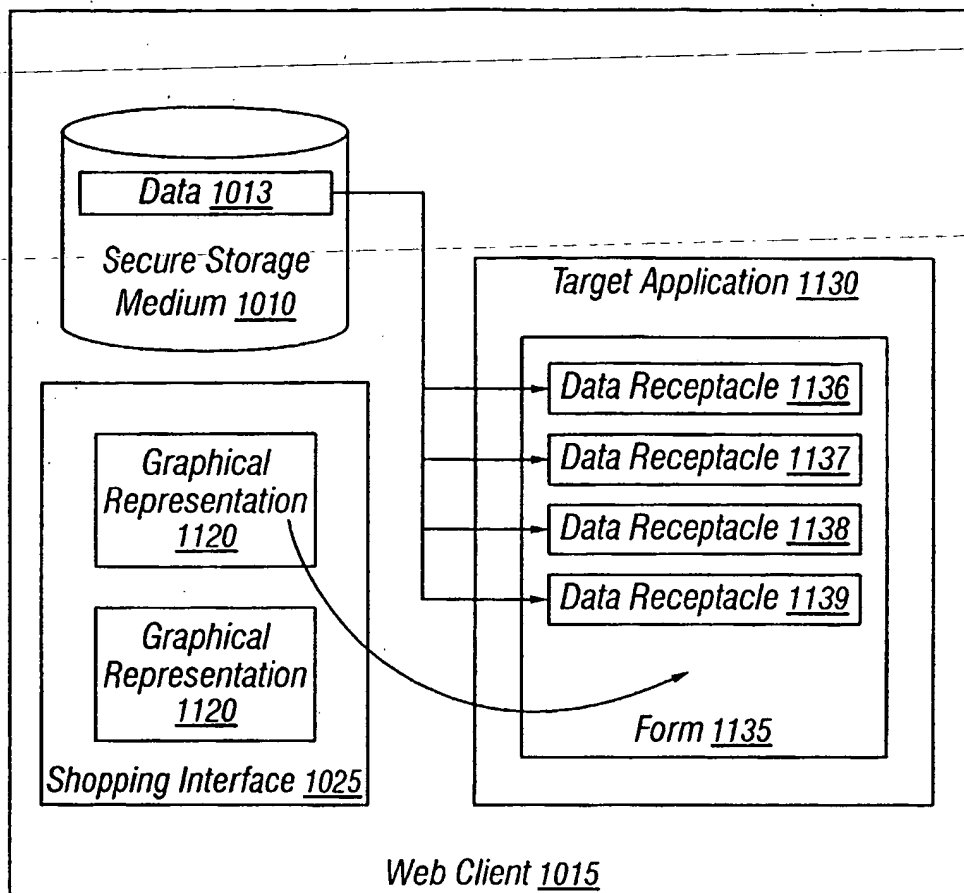 Data 1013
Secure Storage
Medium 1010
Target Application 1130
Data Receptacle 1136
Data Receptacle 1137
Data Receptacle 1138
Data Receptacle 1139
Form 1135
Graphical
Representation
1120
Graphical
Representation
1120
Shopping Interface 1025
Web Client 1015